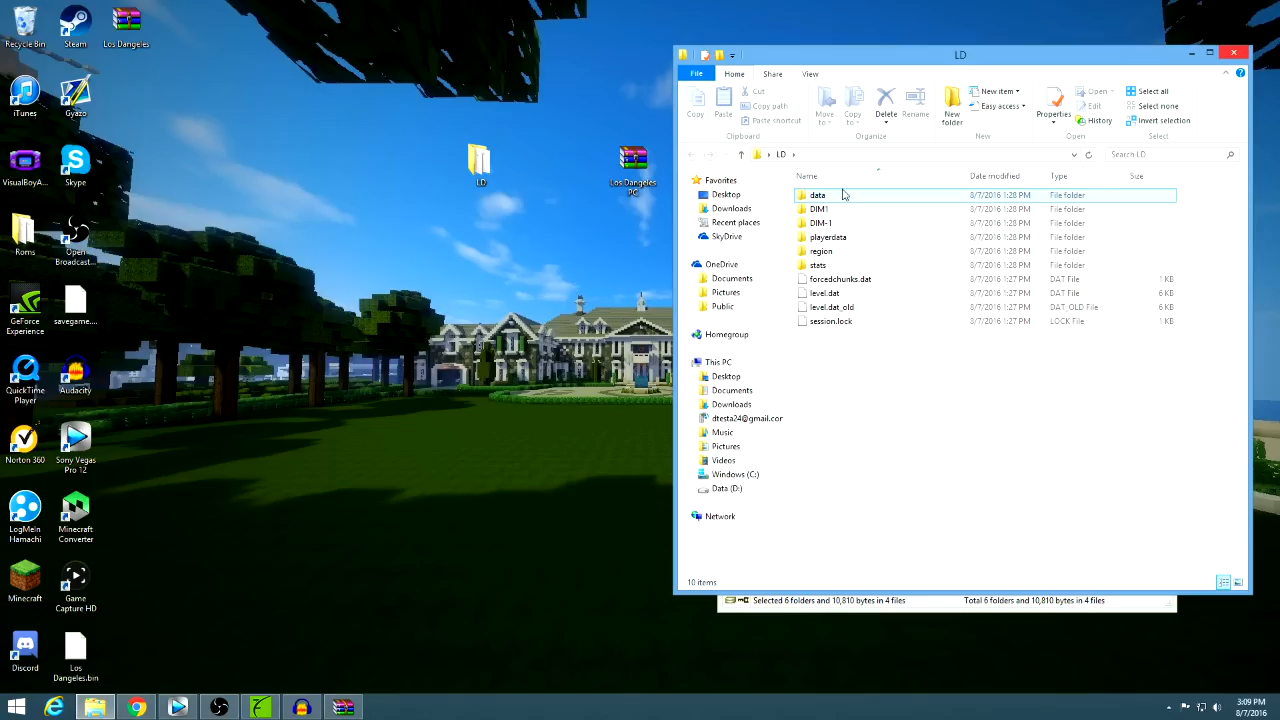 Recycle Bin
Steam
Los Dangeles
iTunes
Gyazo
VisualBoyA...
Skype
Roms
Open
Broadcast...
GeForce
Experience
savegame....
QuickTime
Player
Audacity
Norton 360
Sony Vegas
Pro 12
LogMeIn
Hamachi
Minecraft
Converter
Minecraft
Game
Capture HD
Discord
Los
Dangeles.bin
LD
Los Dangeles
PC
LD
File
Home
Share
View
Copy
Paste
Cut
Copy path
Paste shortcut
Clipboard
Move
to
Copy
to
Delete
Rename
Organize
New
folder
New item
Easy access
New
Properties
Open
Edit
History
Open
Select all
Select none
Invert selection
Select
LD
Search LD
Name
Date modified
Type
Size
Favorites
Desktop
Downloads
Recent places
SkyDrive
OneDrive
Documents
Pictures
Public
Homegroup
This PC
Desktop
Documents
Downloads
dtesta24@gmail.cor
Music
Pictures
Videos
Windows (C:)
Data (D:)
Network
data 8/7/2016 1:28 PM File folder
DIM1 8/7/2016 1:28 PM File folder
DIM-1 8/7/2016 1:28 PM File folder
playerdata 8/7/2016 1:28 PM File folder
region 8/7/2016 1:28 PM File folder
stats 8/7/2016 1:28 PM File folder
forcedchunks.dat 8/7/2016 1:27 PM DAT File 1 KB
level.dat 8/7/2016 1:27 PM DAT File 6 KB
level.dat_old 8/7/2016 1:27 PM DAT_OLD File 6 KB
session.lock 8/7/2016 1:27 PM LOCK File 1 KB
10 items
Selected 6 folders and 10,810 bytes in 4 files
Total 6 folders and 10,810 bytes in 4 files
3:09 PM
8/7/2016